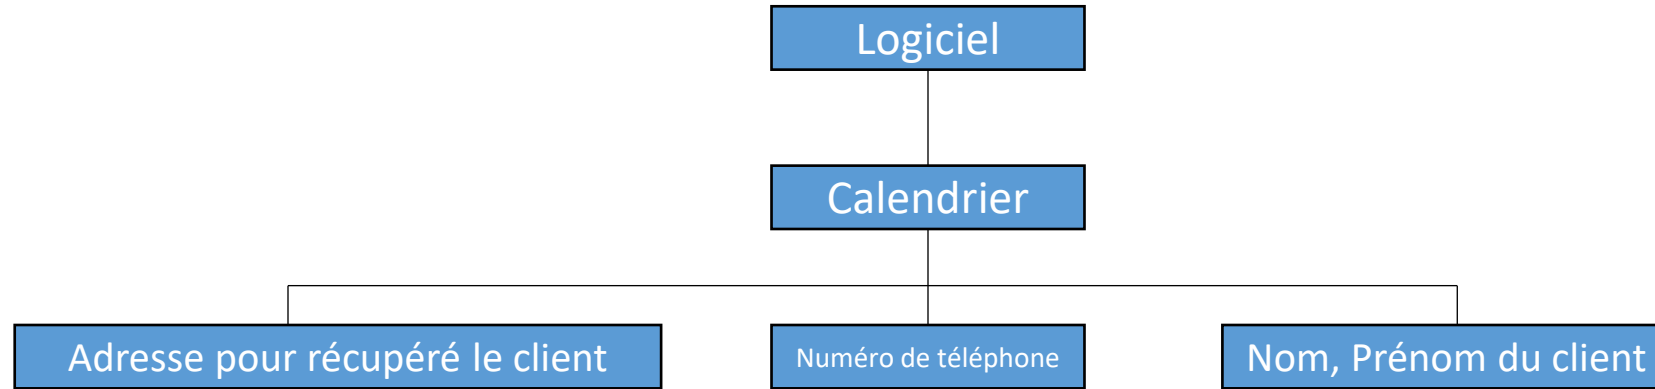 Logiciel
Calendrier
Adresse pour récupéré le client
Numéro de téléphone
Nom, Prénom du client